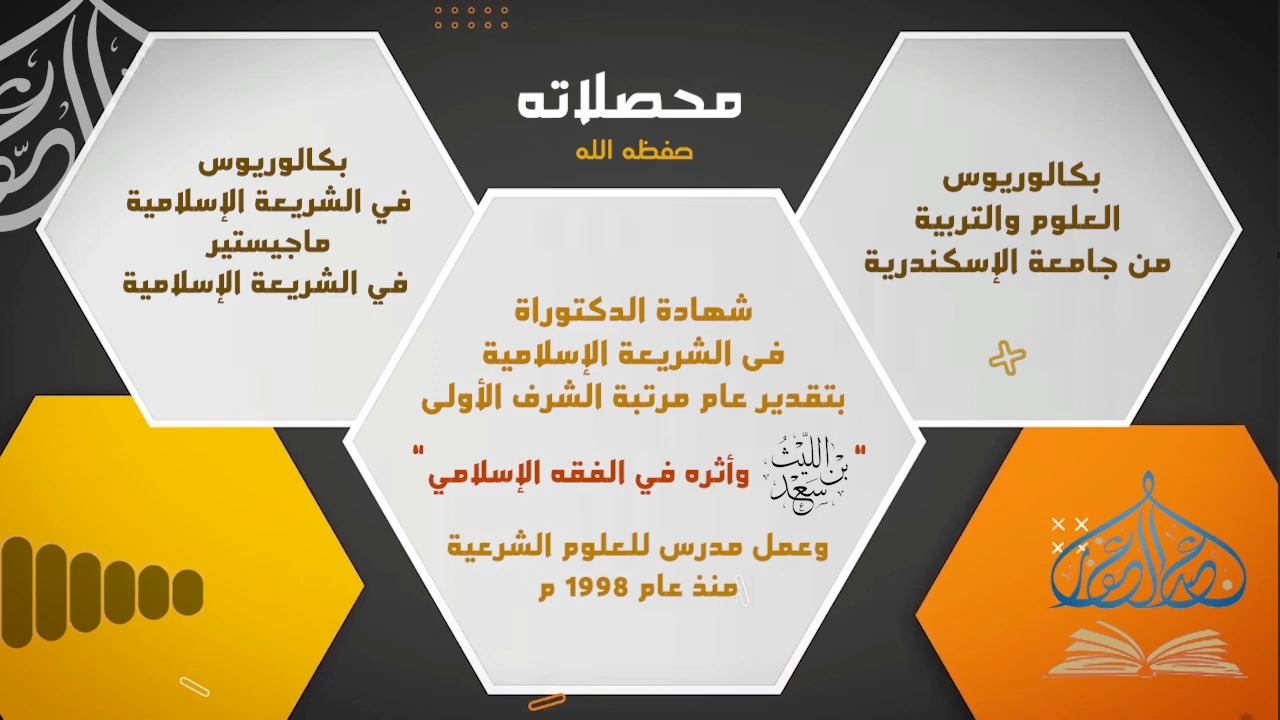 محصلاته
حفظه الله
بكالوريوس
العلوم والتربية
من جامعة الإسكندرية
بكالوريوس
في الشريعة الإسلامية
ماجيستير
في الشريعة الإسلامية
شهادة الدكتوراة
فى الشريعة الإسلامية
بتقدير عام مرتبة الشرف الأولى
" الليْث بن سعْد وأثره في الفقه الإسلامي "
وعمل مدرس للعلوم الشرعية
منذ عام 1998 م